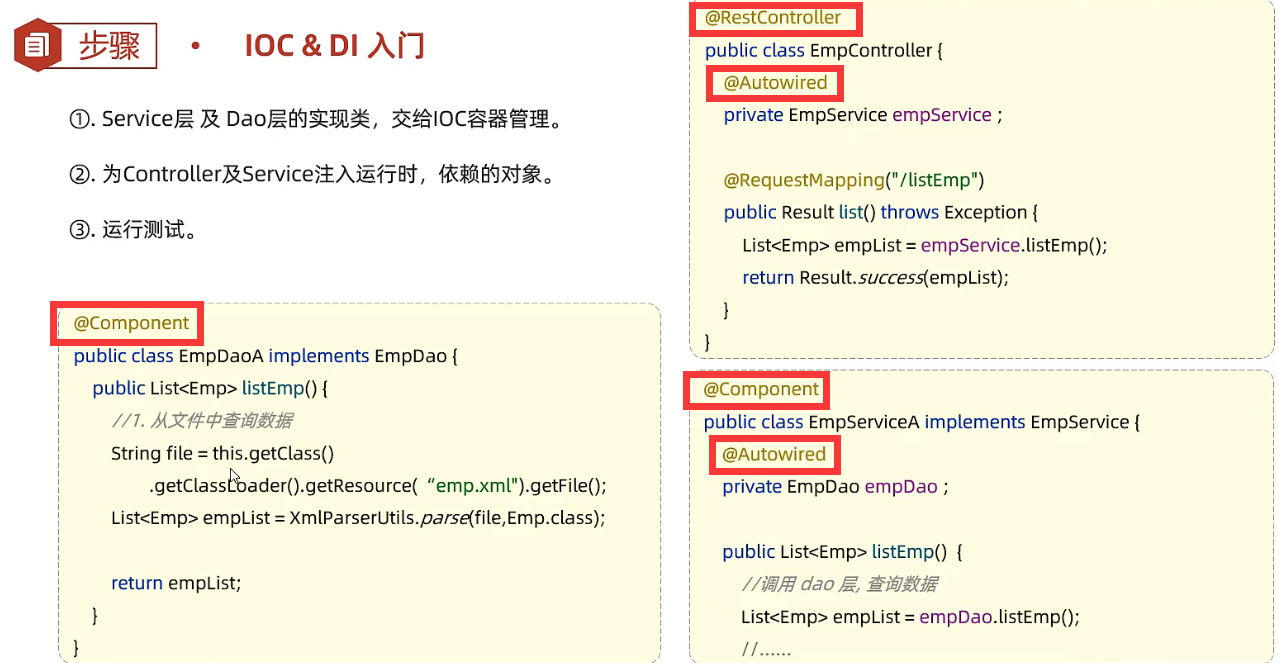 步骤 · IOC & DI 入门
①. Service层 及 Dao层的实现类，交给IOC容器管理。
②. 为Controller及Service注入运行时，依赖的对象。
③. 运行测试。
@Component
public class EmpDaoA implements EmpDao {
public List<Emp> listEmp() {
//1. 从文件中查询数据
String file = this.getClass()
.getClassLoader().getResource( “emp.xml").getFile();
List<Emp> empList = XmlParserUtils.parse(file,Emp.class);
return empList;
}
}
@RestController
public class EmpController {
@Autowired
private EmpService empService ;
@RequestMapping("/listEmp")
public Result list() throws Exception {
List<Emp> empList = empService.listEmp();
return Result.success(empList);
}
}
@Component
public class EmpServiceA implements EmpService {
@Autowired
private EmpDao empDao ;
public List<Emp> listEmp() {
//调用 dao 层, 查询数据
List<Emp> empList = empDao.listEmp();
//......